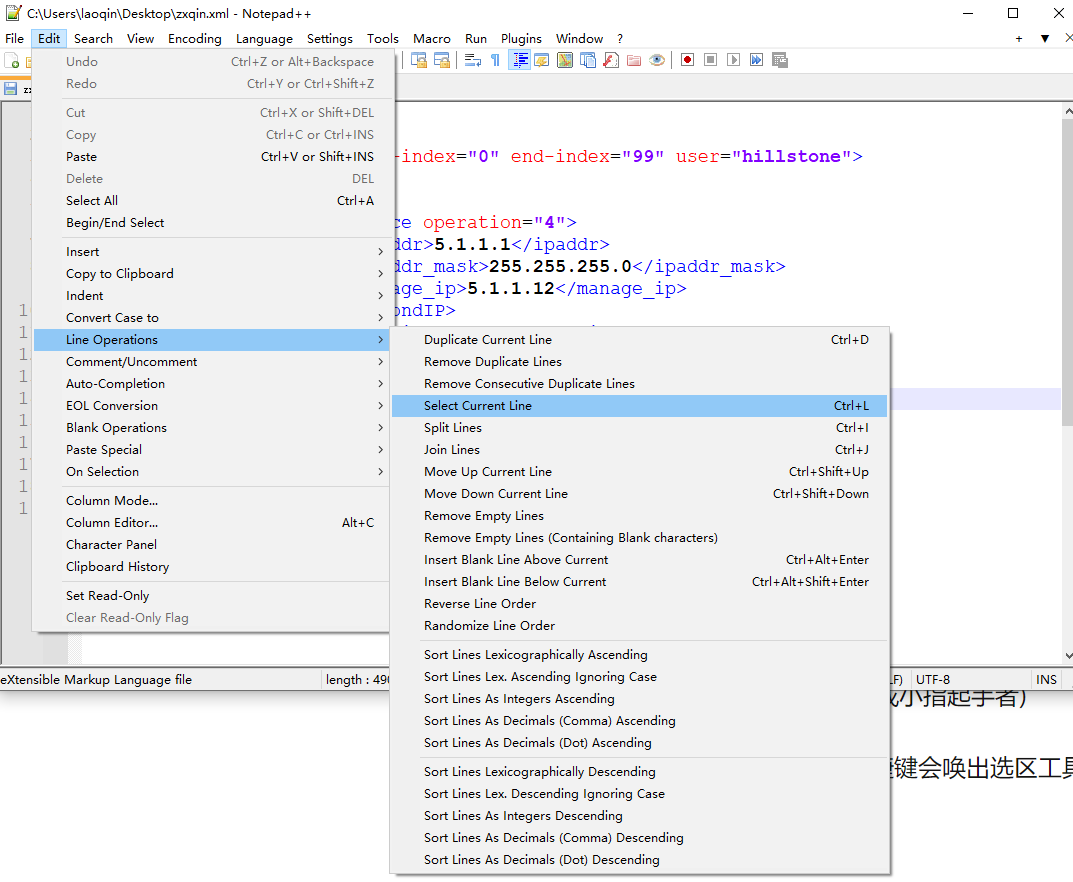 C:\Users\laoqin\Desktop\zxqin.xml - Notepad++
File Edit Search View Encoding Language Settings Tools Macro Run Plugins Window ?
+ ▼ X
Undo Ctrl+Z or Alt+Backspace
Redo Ctrl+Y or Ctrl+Shift+Z
Cut Ctrl+X or Shift+DEL
Copy Ctrl+C or Ctrl+INS
Paste Ctrl+V or Shift+INS
Delete DEL
Select All Ctrl+A
Begin/End Select
Insert
Copy to Clipboard
Indent
Convert Case to
Line Operations
Comment/Uncomment
Auto-Completion
EOL Conversion
Blank Operations
Paste Special
On Selection
Column Mode...
Column Editor... Alt+C
Character Panel
Clipboard History
Set Read-Only
Clear Read-Only Flag
-index="0" end-index="99" user="hillstone">
ce operation="4">
ddr>5.1.1.1</ipaddr>
ddr_mask>255.255.255.0</ipaddr_mask>
age_ip>5.1.1.12</manage_ip>
ondIP>
Duplicate Current Line Ctrl+D
Remove Duplicate Lines
Remove Consecutive Duplicate Lines
Select Current Line Ctrl+L
Split Lines Ctrl+I
Join Lines Ctrl+J
Move Up Current Line Ctrl+Shift+Up
Move Down Current Line Ctrl+Shift+Down
Remove Empty Lines
Remove Empty Lines (Containing Blank characters)
Insert Blank Line Above Current Ctrl+Alt+Enter
Insert Blank Line Below Current Ctrl+Alt+Shift+Enter
Reverse Line Order
Randomize Line Order
Sort Lines Lexicographically Ascending
Sort Lines Lex. Ascending Ignoring Case
Sort Lines As Integers Ascending
Sort Lines As Decimals (Comma) Ascending
Sort Lines As Decimals (Dot) Ascending
Sort Lines Lexicographically Descending
Sort Lines Lex. Descending Ignoring Case
Sort Lines As Integers Descending
Sort Lines As Decimals (Comma) Descending
Sort Lines As Decimals (Dot) Descending
eXtensible Markup Language file length : 490 LF) UTF-8 INS
小指起手者)
键会唤出选区工具